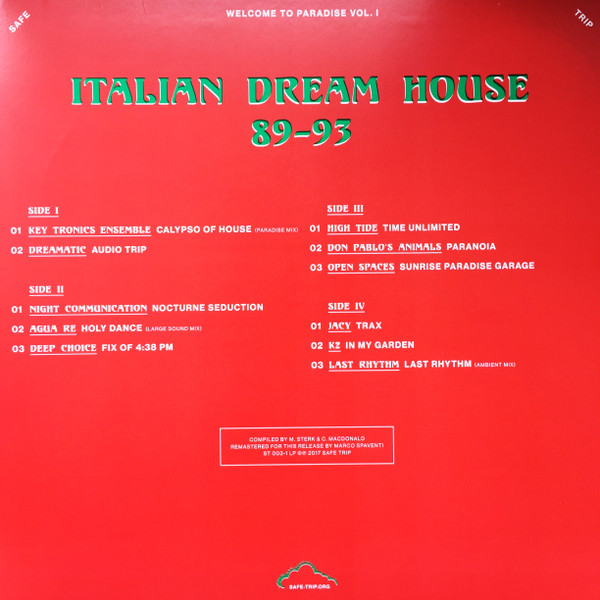 SAFE
WELCOME TO PARADISE VOL. I
TRIP
ITALIAN DREAM HOUSE
89-93
SIDE I
01 KEY TRONICS ENSEMBLE CALYPSO OF HOUSE (PARADISE MIX)
02 DREAMATIC AUDIO TRIP
SIDE II
01 NIGHT COMMUNICATION NOCTURNE SEDUCTION
02 AGUA RE HOLY DANCE (LARGE SOUND MIX)
03 DEEP CHOICE FIX OF 4:38 PM
SIDE III
01 HIGH TIDE TIME UNLIMITED
02 DON PABLO'S ANIMALS PARANOIA
03 OPEN SPACES SUNRISE PARADISE GARAGE
SIDE IV
01 JACY TRAX
02 K2 IN MY GARDEN
03 LAST RHYTHM LAST RHYTHM (AMBIENT MIX)
COMPILED BY M. STERK & C. MACDONALD
REMASTERED FOR THIS RELEASE BY MARCO SPAVENTI
ST 003-1 LP ℗© 2017 SAFE TRIP
SAFE-TRIP.ORG